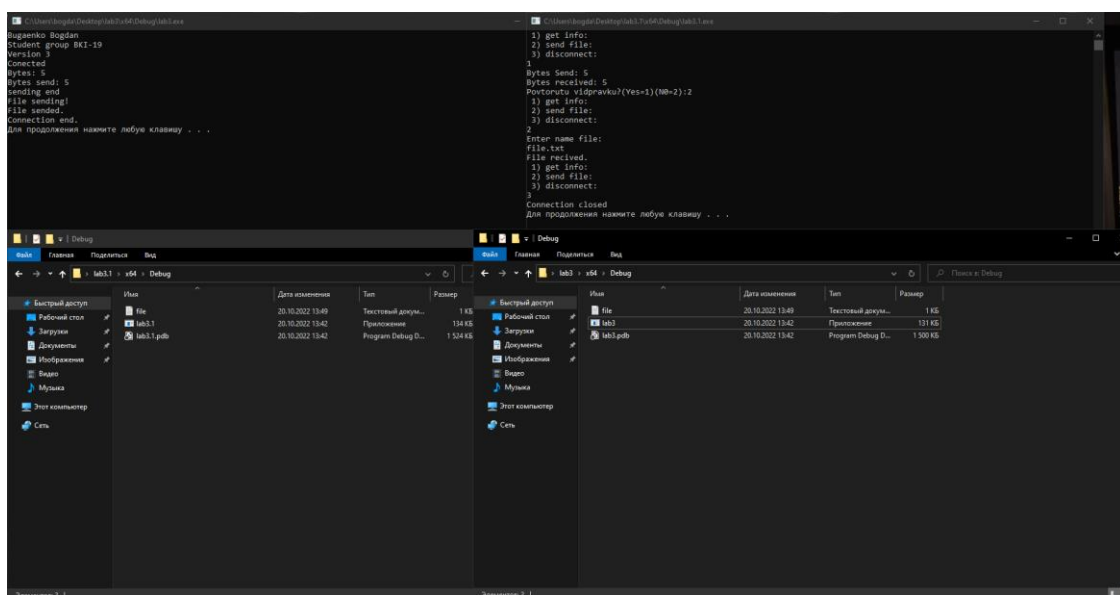 C:\Users\bogda\Desktop\lab3\x64\Debug\lab3.exe
Bugaenko Bogdan
Student group BKI-19
Version 3
Conected
Bytes: 5
Bytes send: 5
sending end
File sending!
File sended.
Connection end.
Для продолжения нажмите любую клавишу . . .
C:\Users\bogda\Desktop\lab3.1\x64\Debug\lab3.1.exe
1) get info:
2) send file:
3) disconnect:
1
Bytes Send: 5
Bytes received: 5
Povtorutu vidpravku?(Yes=1)(N0=2):2
1) get info:
2) send file:
3) disconnect:
2
Enter name file:
file.txt
File recived.
1) get info:
2) send file:
3) disconnect:
3
Connection closed
Для продолжения нажмите любую клавишу . . .
Debug
Файл Главная Поделиться Вид
lab3.1 › x64 › Debug
Имя Дата изменения Тип Размер
Быстрый доступ
Рабочий стол
Загрузки
Документы
Изображения
Видео
Музыка
Этот компьютер
Сеть
file 20.10.2022 13:49 Текстовый докум... 1 КБ
lab3.1 20.10.2022 13:42 Приложение 134 КБ
lab3.1.pdb 20.10.2022 13:42 Program Debug D... 1 524 КБ
Debug
Файл Главная Поделиться Вид
lab3 › x64 › Debug
Поиск в: Debug
Имя Дата изменения Тип Размер
Быстрый доступ
Рабочий стол
Загрузки
Документы
Изображения
Видео
Музыка
Этот компьютер
Сеть
file 20.10.2022 13:49 Текстовый докум... 1 КБ
lab3 20.10.2022 13:42 Приложение 131 КБ
lab3.pdb 20.10.2022 13:42 Program Debug D... 1 500 КБ